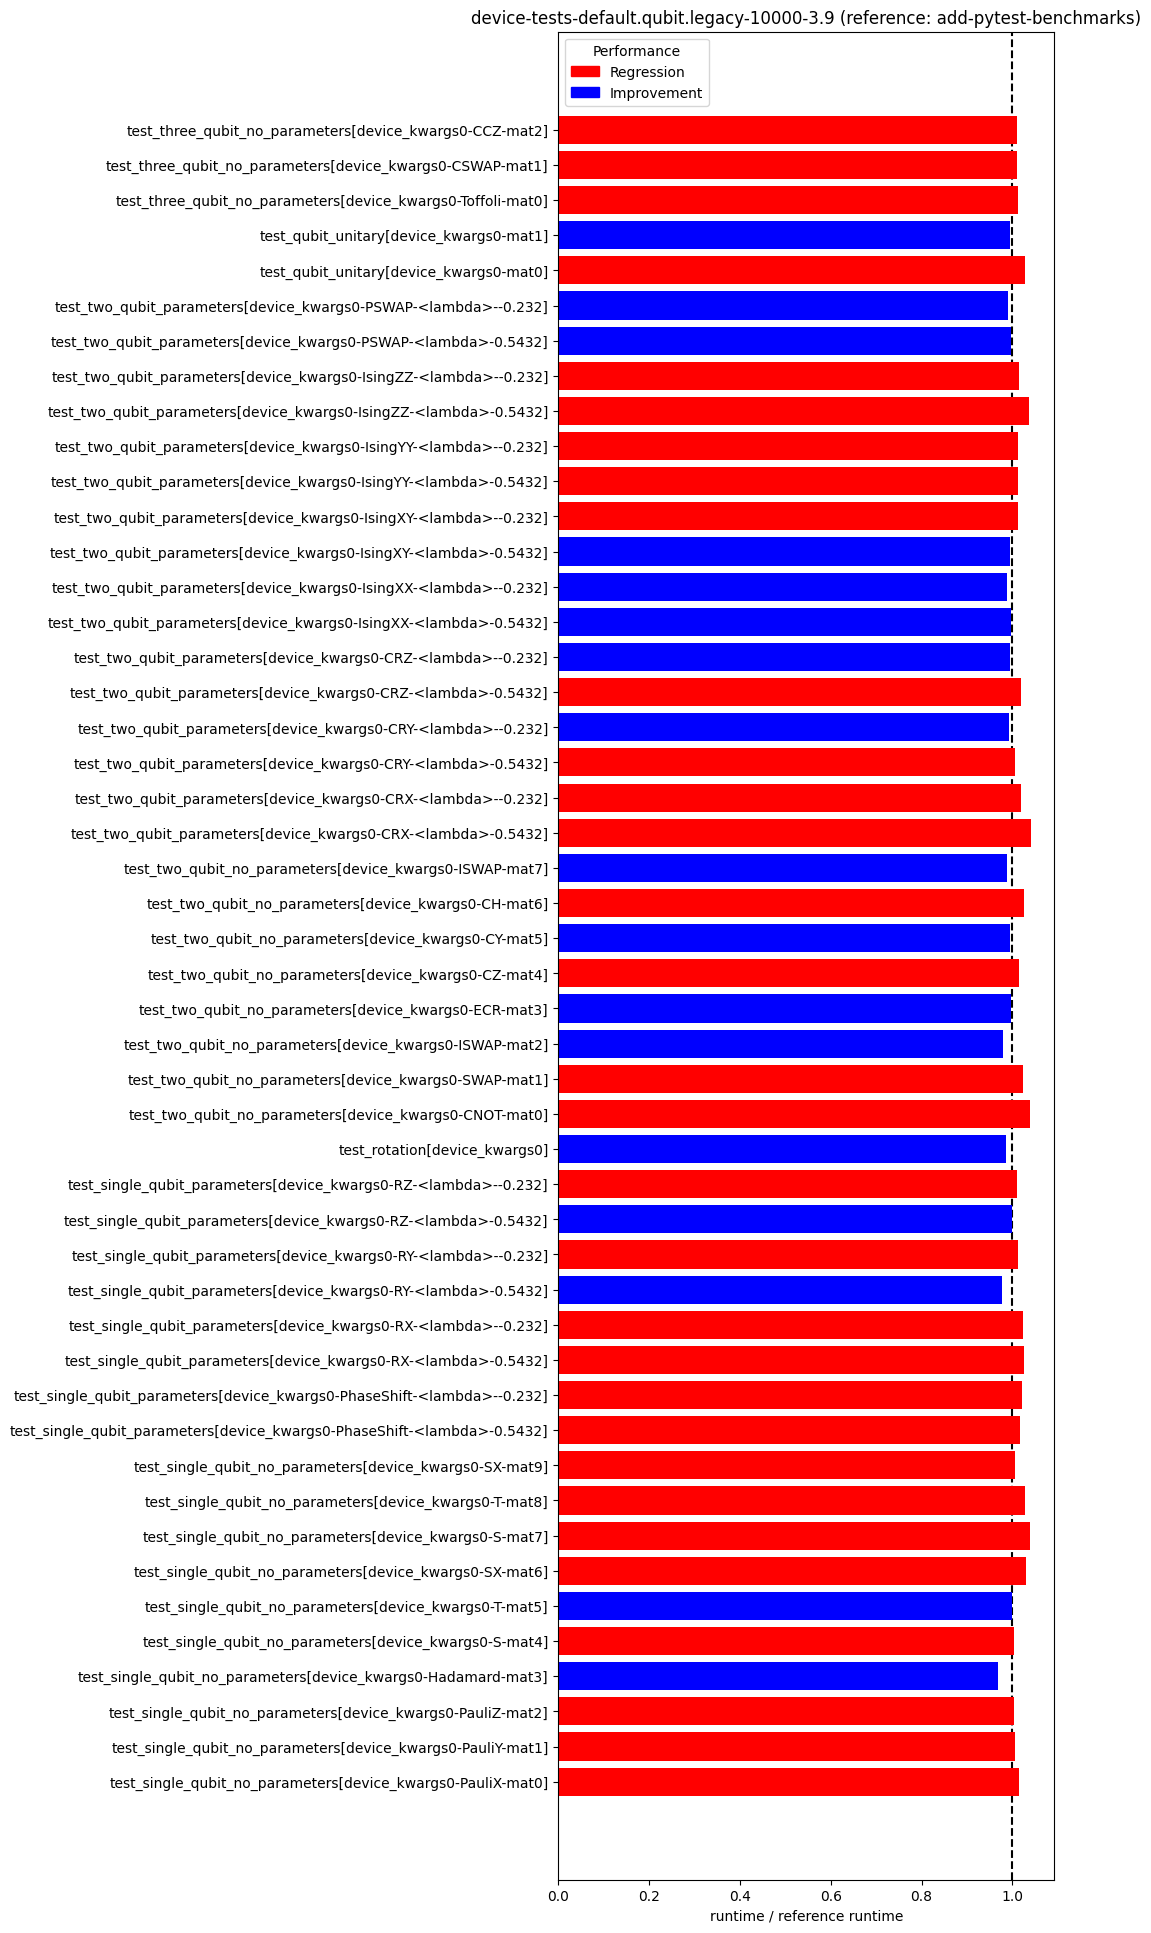 device-tests-default.qubit.legacy-10000-3.9 (reference: add-pytest-benchmarks)
Performance
Regression
Improvement
test_three_qubit_no_parameters[device_kwargs0-CCZ-mat2]
test_three_qubit_no_parameters[device_kwargs0-CSWAP-mat1]
test_three_qubit_no_parameters[device_kwargs0-Toffoli-mat0]
test_qubit_unitary[device_kwargs0-mat1]
test_qubit_unitary[device_kwargs0-mat0]
test_two_qubit_parameters[device_kwargs0-PSWAP-<lambda>--0.232]
test_two_qubit_parameters[device_kwargs0-PSWAP-<lambda>-0.5432]
test_two_qubit_parameters[device_kwargs0-IsingZZ-<lambda>--0.232]
test_two_qubit_parameters[device_kwargs0-IsingZZ-<lambda>-0.5432]
test_two_qubit_parameters[device_kwargs0-IsingYY-<lambda>--0.232]
test_two_qubit_parameters[device_kwargs0-IsingYY-<lambda>-0.5432]
test_two_qubit_parameters[device_kwargs0-IsingXY-<lambda>--0.232]
test_two_qubit_parameters[device_kwargs0-IsingXY-<lambda>-0.5432]
test_two_qubit_parameters[device_kwargs0-IsingXX-<lambda>--0.232]
test_two_qubit_parameters[device_kwargs0-IsingXX-<lambda>-0.5432]
test_two_qubit_parameters[device_kwargs0-CRZ-<lambda>--0.232]
test_two_qubit_parameters[device_kwargs0-CRZ-<lambda>-0.5432]
test_two_qubit_parameters[device_kwargs0-CRY-<lambda>--0.232]
test_two_qubit_parameters[device_kwargs0-CRY-<lambda>-0.5432]
test_two_qubit_parameters[device_kwargs0-CRX-<lambda>--0.232]
test_two_qubit_parameters[device_kwargs0-CRX-<lambda>-0.5432]
test_two_qubit_no_parameters[device_kwargs0-ISWAP-mat7]
test_two_qubit_no_parameters[device_kwargs0-CH-mat6]
test_two_qubit_no_parameters[device_kwargs0-CY-mat5]
test_two_qubit_no_parameters[device_kwargs0-CZ-mat4]
test_two_qubit_no_parameters[device_kwargs0-ECR-mat3]
test_two_qubit_no_parameters[device_kwargs0-ISWAP-mat2]
test_two_qubit_no_parameters[device_kwargs0-SWAP-mat1]
test_two_qubit_no_parameters[device_kwargs0-CNOT-mat0]
test_rotation[device_kwargs0]
test_single_qubit_parameters[device_kwargs0-RZ-<lambda>--0.232]
test_single_qubit_parameters[device_kwargs0-RZ-<lambda>-0.5432]
test_single_qubit_parameters[device_kwargs0-RY-<lambda>--0.232]
test_single_qubit_parameters[device_kwargs0-RY-<lambda>-0.5432]
test_single_qubit_parameters[device_kwargs0-RX-<lambda>--0.232]
test_single_qubit_parameters[device_kwargs0-RX-<lambda>-0.5432]
test_single_qubit_parameters[device_kwargs0-PhaseShift-<lambda>--0.232]
test_single_qubit_parameters[device_kwargs0-PhaseShift-<lambda>-0.5432]
test_single_qubit_no_parameters[device_kwargs0-SX-mat9]
test_single_qubit_no_parameters[device_kwargs0-T-mat8]
test_single_qubit_no_parameters[device_kwargs0-S-mat7]
test_single_qubit_no_parameters[device_kwargs0-SX-mat6]
test_single_qubit_no_parameters[device_kwargs0-T-mat5]
test_single_qubit_no_parameters[device_kwargs0-S-mat4]
test_single_qubit_no_parameters[device_kwargs0-Hadamard-mat3]
test_single_qubit_no_parameters[device_kwargs0-PauliZ-mat2]
test_single_qubit_no_parameters[device_kwargs0-PauliY-mat1]
test_single_qubit_no_parameters[device_kwargs0-PauliX-mat0]
0.0 0.2 0.4 0.6 0.8 1.0
runtime / reference runtime